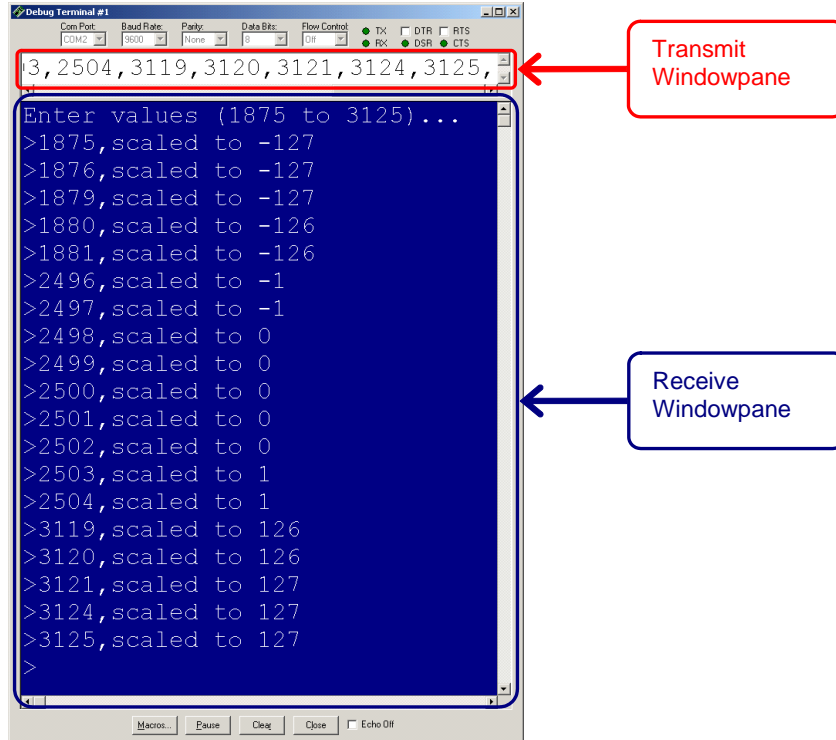 Debug Terminal #1
Com Port: Baud Rate: Parity: Data Bits: Flow Control: TX DTR RTS
COM2 9600 None 8 Off RX DSR CTS
3,2504,3119,3120,3121,3124,3125,
Transmit
Windowpane
Enter values (1875 to 3125)...
>1875,scaled to -127
>1876,scaled to -127
>1879,scaled to -127
>1880,scaled to -126
>1881,scaled to -126
>2496,scaled to -1
>2497,scaled to -1
>2498,scaled to 0
>2499,scaled to 0
>2500,scaled to 0
>2501,scaled to 0
>2502,scaled to 0
>2503,scaled to 1
>2504,scaled to 1
>3119,scaled to 126
>3120,scaled to 126
>3121,scaled to 127
>3124,scaled to 127
>3125,scaled to 127
>
Receive
Windowpane
Macros... Pause Clear Close Echo Off